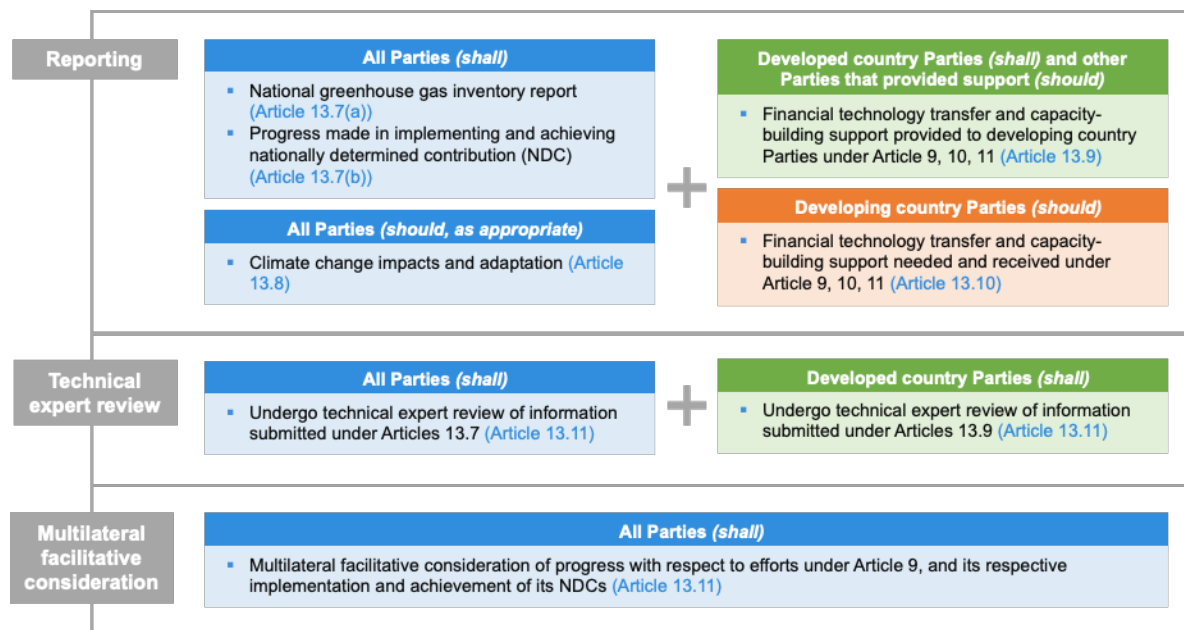 Reporting
All Parties (shall)
▪ National greenhouse gas inventory report
(Article 13.7(a))
▪ Progress made in implementing and achieving
nationally determined contribution (NDC)
(Article 13.7(b))
All Parties (should, as appropriate)
▪ Climate change impacts and adaptation (Article
13.8)
+
Developed country Parties (shall) and other
Parties that provided support (should)
▪ Financial technology transfer and capacity-
building support provided to developing country
Parties under Article 9, 10, 11 (Article 13.9)
Developing country Parties (should)
▪ Financial technology transfer and capacity-
building support needed and received under
Article 9, 10, 11 (Article 13.10)
Technical
expert review
All Parties (shall)
▪ Undergo technical expert review of information
submitted under Articles 13.7 (Article 13.11)
+
Developed country Parties (shall)
▪ Undergo technical expert review of information
submitted under Articles 13.9 (Article 13.11)
Multilateral
facilitative
consideration
All Parties (shall)
▪ Multilateral facilitative consideration of progress with respect to efforts under Article 9, and its respective
implementation and achievement of its NDCs (Article 13.11)